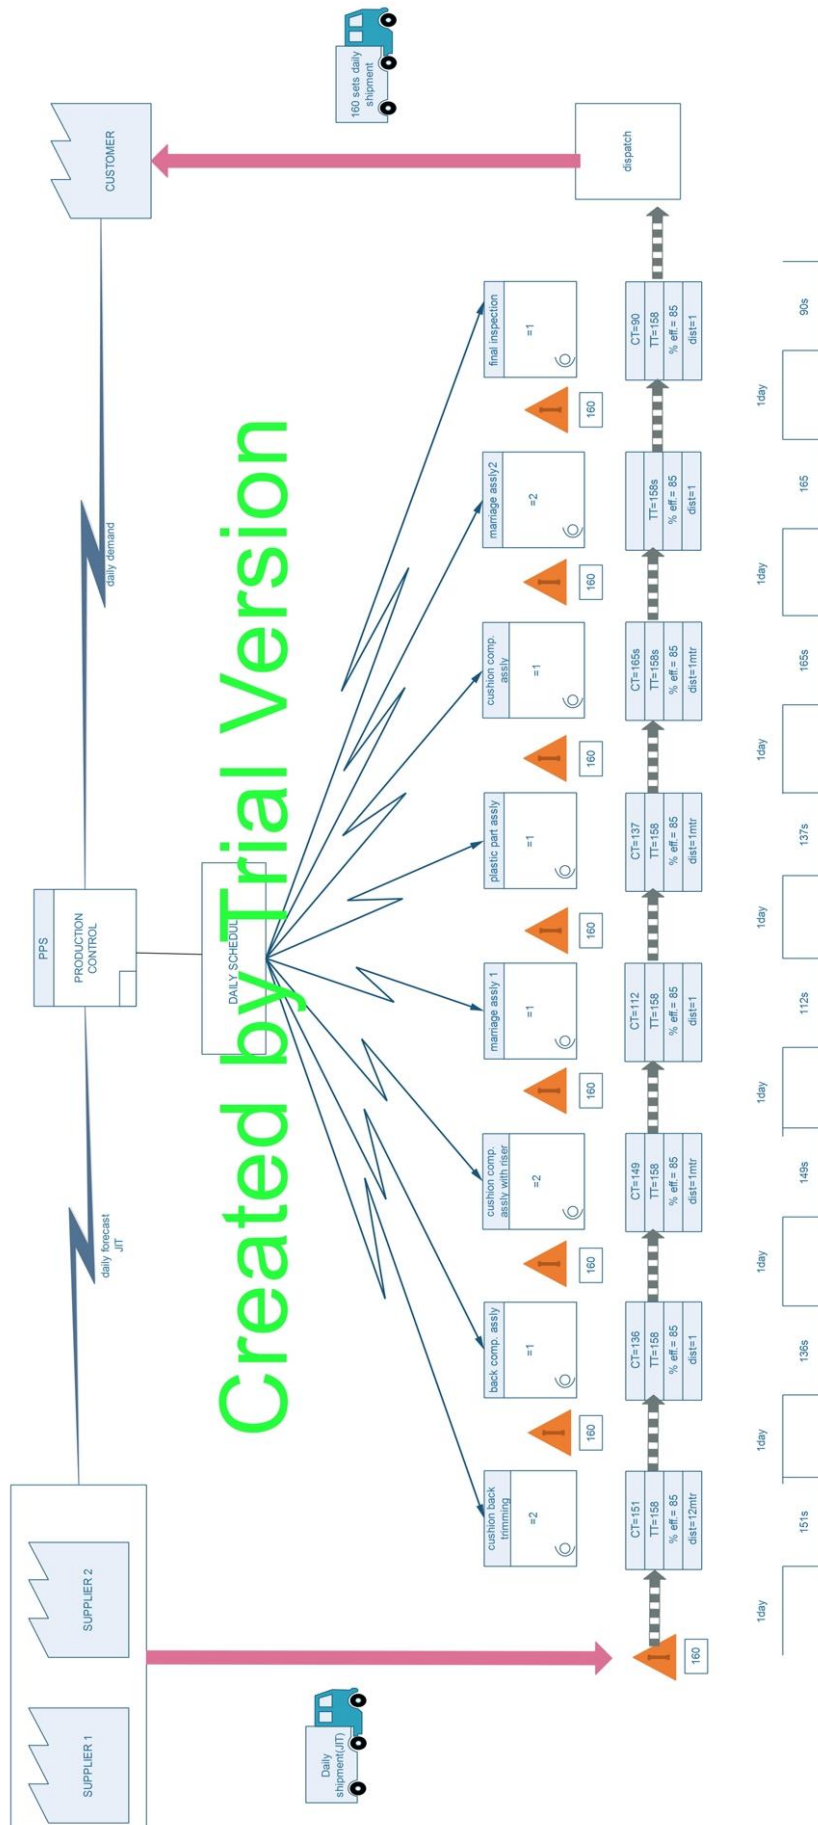 SUPPLIER 1
SUPPLIER 2
daily forecast
JIT
PPS
PRODUCTION
CONTROL
daily demand
CUSTOMER
DAILY SCHEDUL
Created by Trial Version
Daily
shipment(JIT)
160 sets daily
shipment
cushion back
trimming
=2
back comp. assly
=1
cushion comp.
assly with riser
=2
marriage assly 1
=1
plastic part assly
=1
cushion comp.
assly
=1
marriage assly2
=2
final inspection
=1
dispatch
160
160
160
160
160
160
160
160
CT=151
TT=158
% eff.= 85
dist=12mtr
CT=136
TT=158
% eff.= 85
dist=1
CT=149
TT=158
% eff.= 85
dist=1mtr
CT=112
TT=158
% eff.= 85
dist=1
CT=137
TT=158
% eff.= 85
dist=1mtr
CT=165s
TT=158s
% eff.= 85
dist=1mtr
TT=158s
% eff.= 85
dist=1
CT=90
TT=158
% eff.= 85
dist=1
1day
151s
1day
136s
1day
149s
1day
112s
1day
137s
1day
165s
1day
165
1day
90s